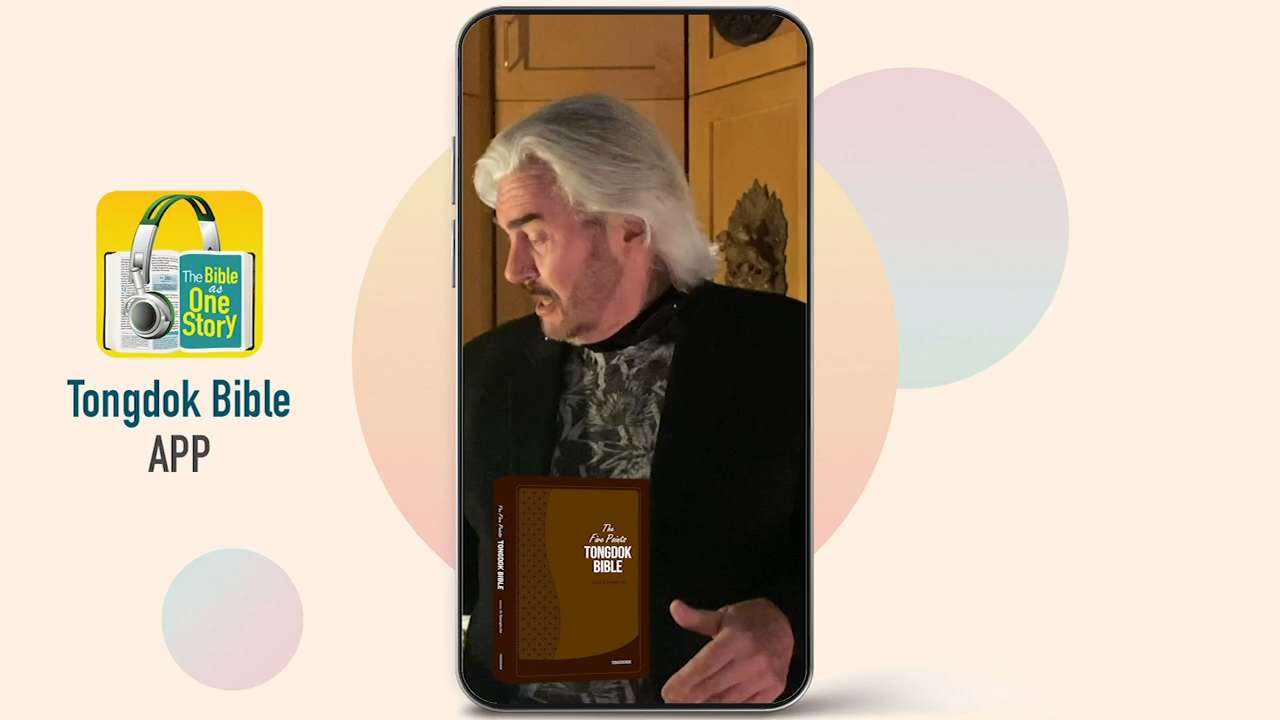 The Bible
as
One
Story
Tongdok Bible
APP
The
Five Points
TONGDOK
BIBLE
The Five Points TONGDOK BIBLE